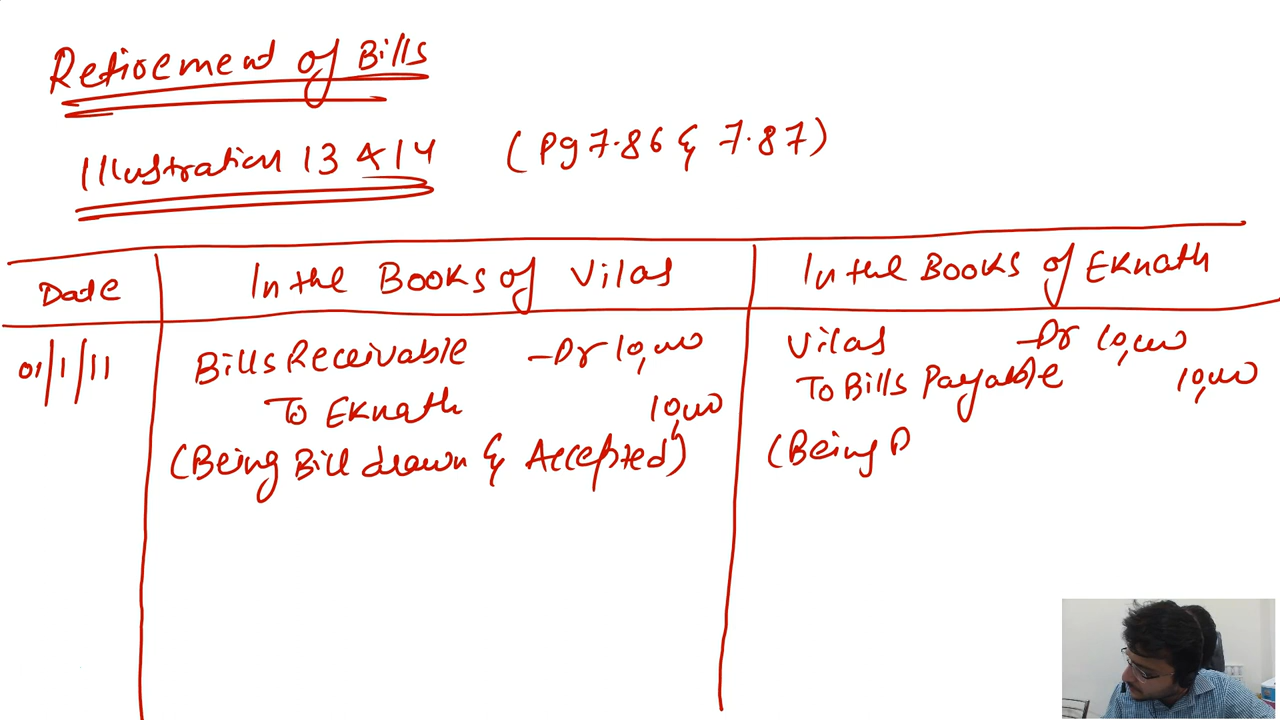 Retirement of Bills
Illustration 13 & 14 (Pg 7.86 & 7.87)
Date In the Books of Vilas In the Books of Eknath
01/1/11 Bills Receivable -Dr 10,000 Vilas -Dr 10,000
To Eknath 10,000 To Bills Payable 10,000
(Being Bill drawn & Accepted) (Being B